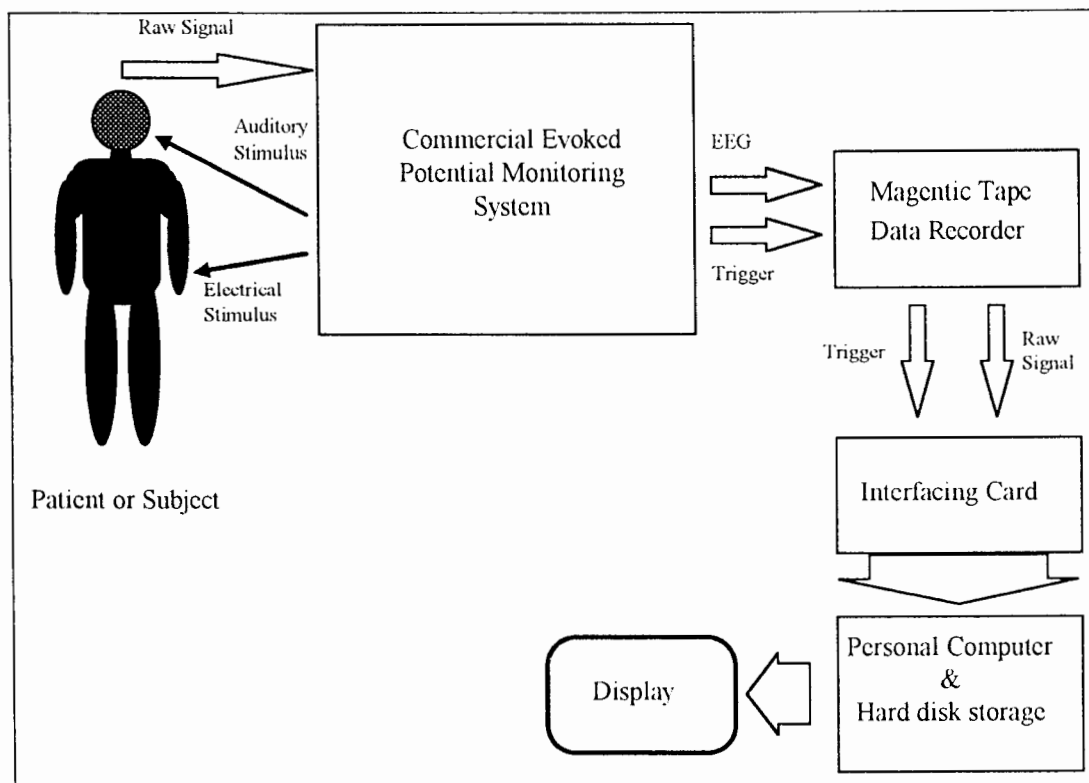 Raw Signal
Auditory
Stimulus
Electrical
Stimulus
Patient or Subject
Commercial Evoked
Potential Monitoring
System
EEG
Trigger
Magentic Tape
Data Recorder
Trigger
Raw
Signal
Interfacing Card
Personal Computer
&
Hard disk storage
Display